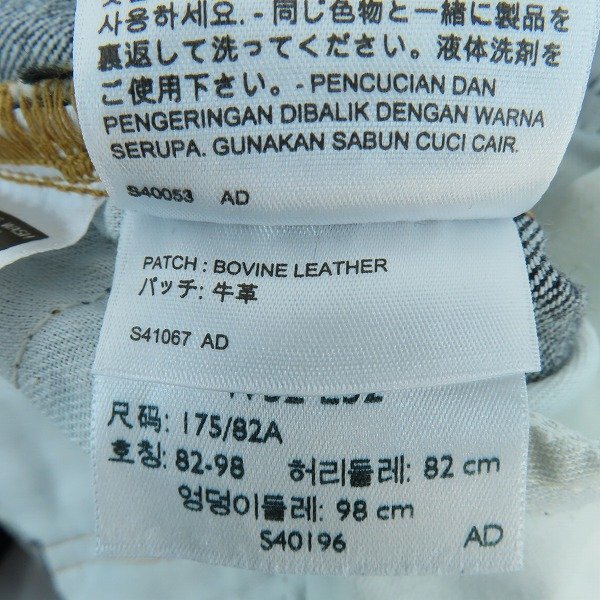 사용하세요. - 同じ色物と一緒に製品を
裏返して洗ってください。液体洗剤を
ご使用下さい。- PENCUCIAN DAN
PENGERINGAN DIBALIK DENGAN WARNA
SERUPA. GUNAKAN SABUN CUCI CAIR.
S40053 AD
PATCH : BOVINE LEATHER
パッチ: 牛革
S41067 AD
尺码: 175/82A
호칭: 82-98 허리둘레: 82 cm
엉덩이둘레: 98 cm
S40196 AD